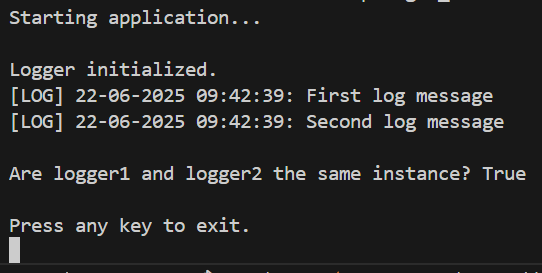 Starting application...
Logger initialized.
[LOG] 22-06-2025 09:42:39: First log message
[LOG] 22-06-2025 09:42:39: Second log message
Are logger1 and logger2 the same instance? True
Press any key to exit.